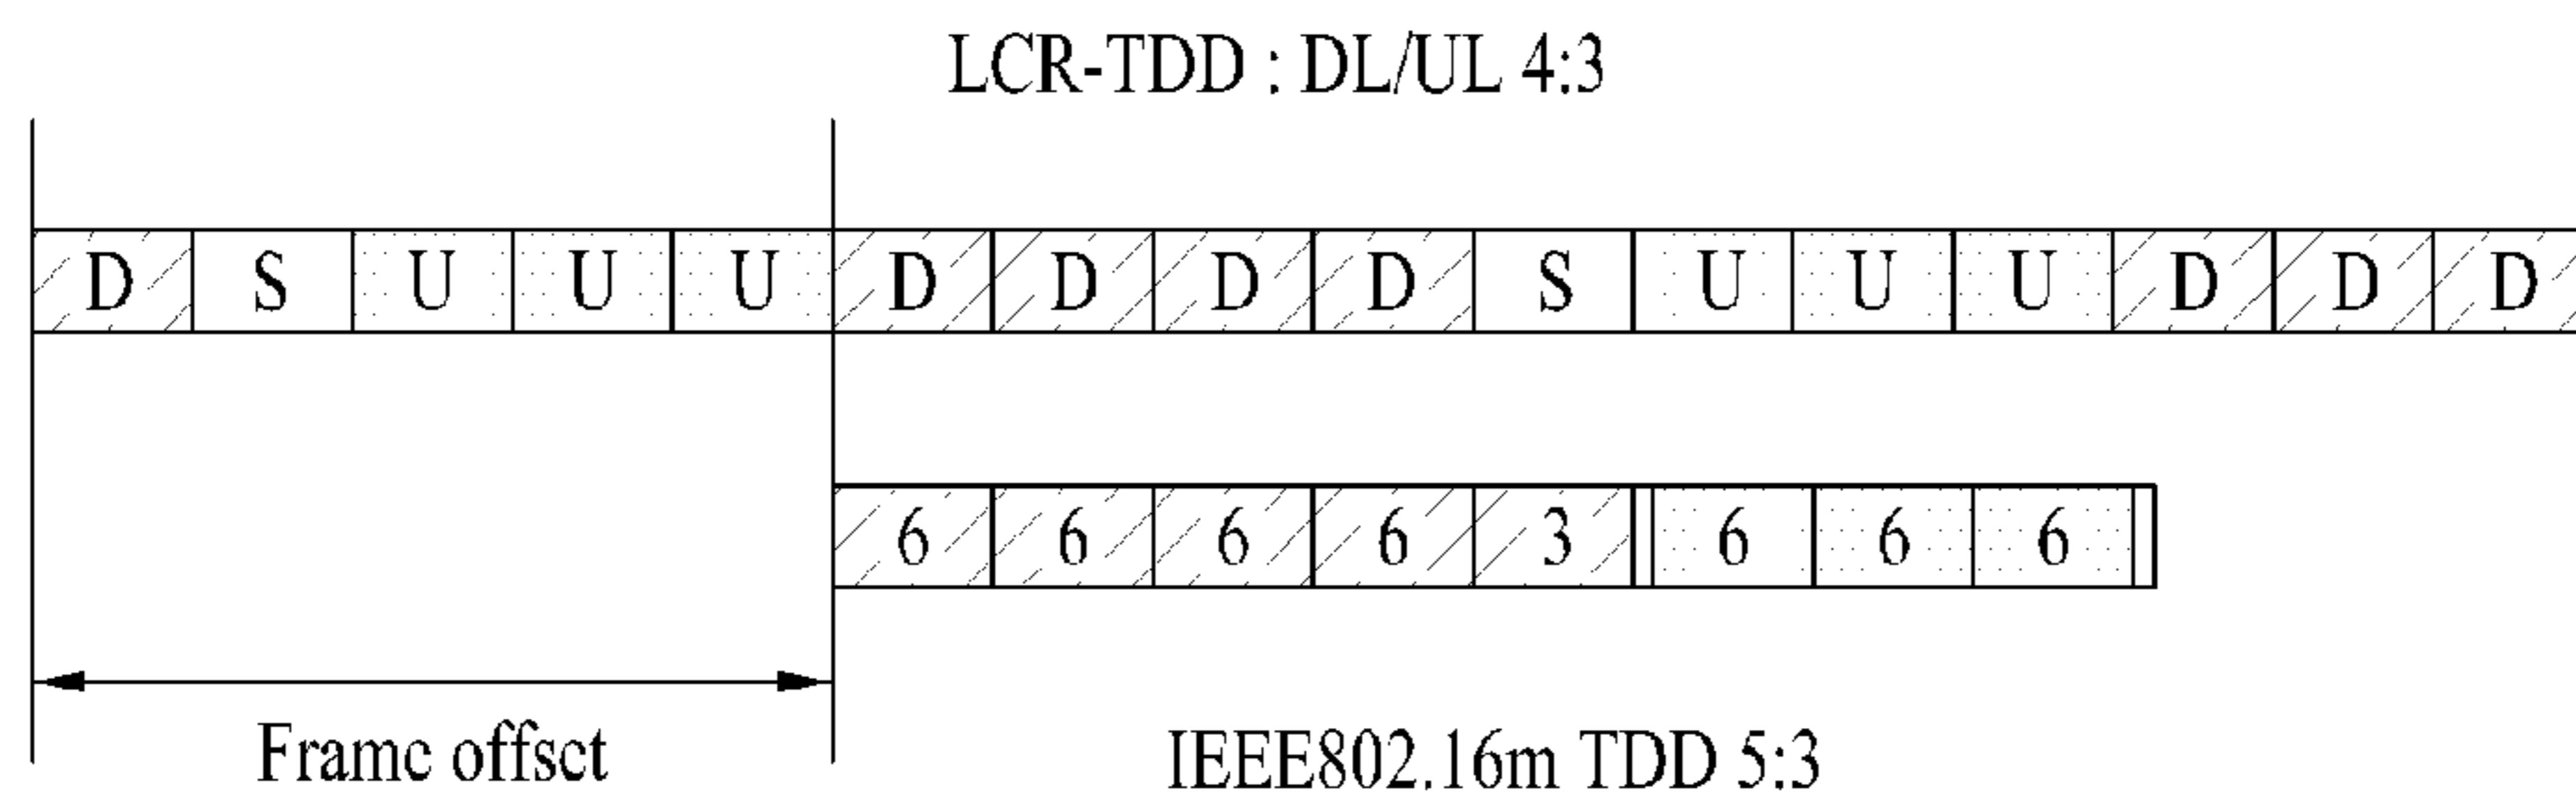 LCR-TDD : DL/UL 4:3
D S U U U D D D D S U U U D D D
6 6 6 6 3 6 6 6
Frame offset
IEEE802.16m TDD 5:3